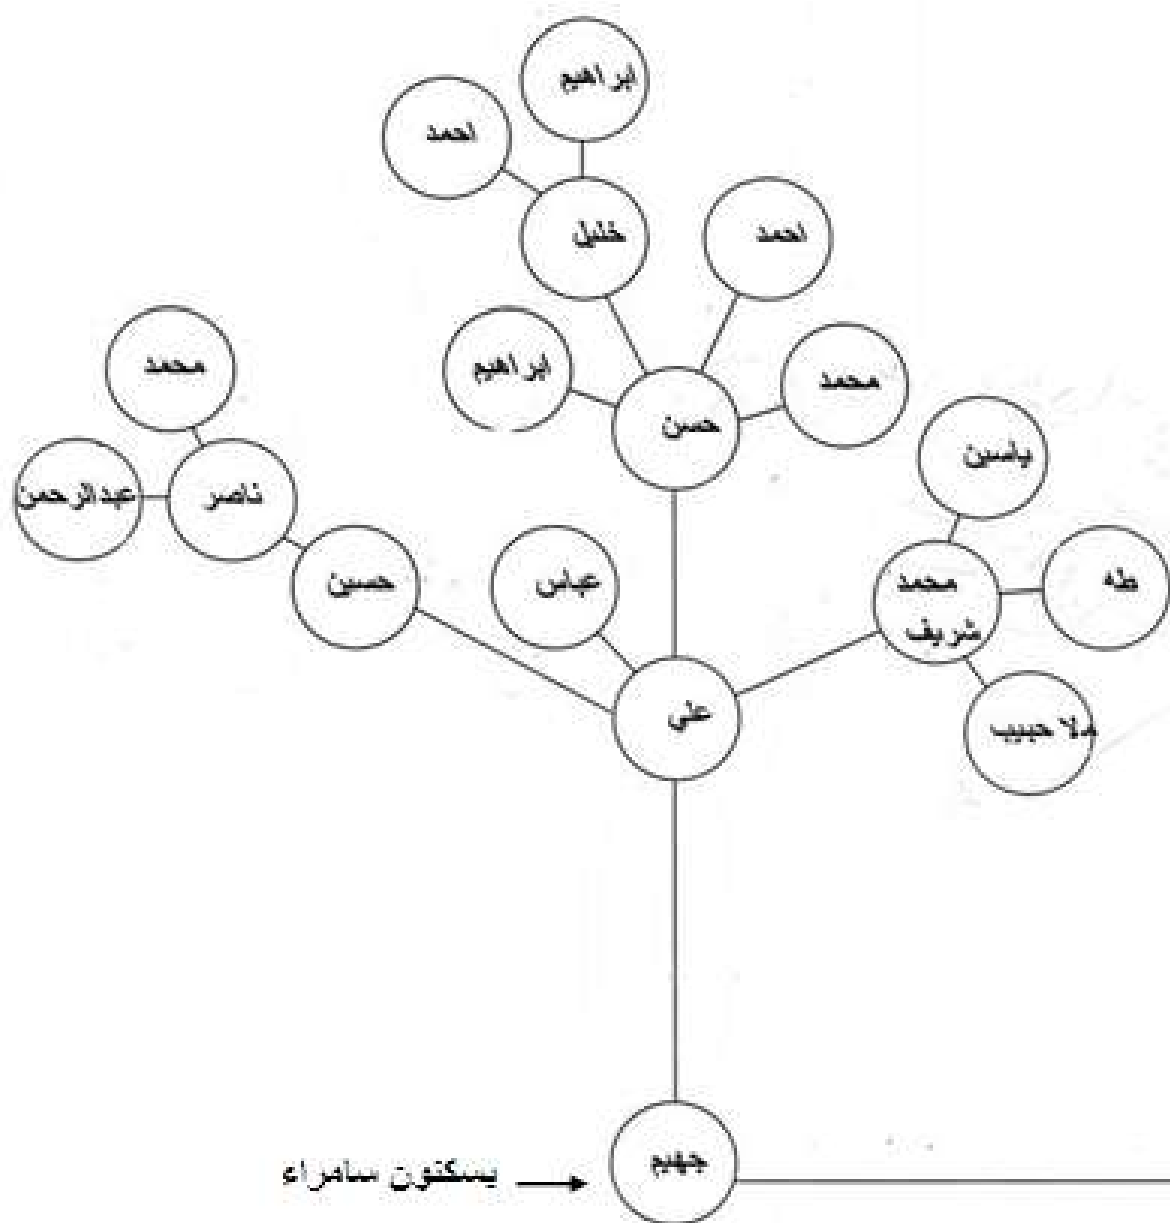 ابراهيم
احمد
خليل
احمد
محمد
ابراهيم
محمد
حسن
ياسين
عبدالرحمن
ناصر
حسين
عباس
محمد
شريف
طه
علي
ملا حبيب
جهيم
يسكنون سامراء